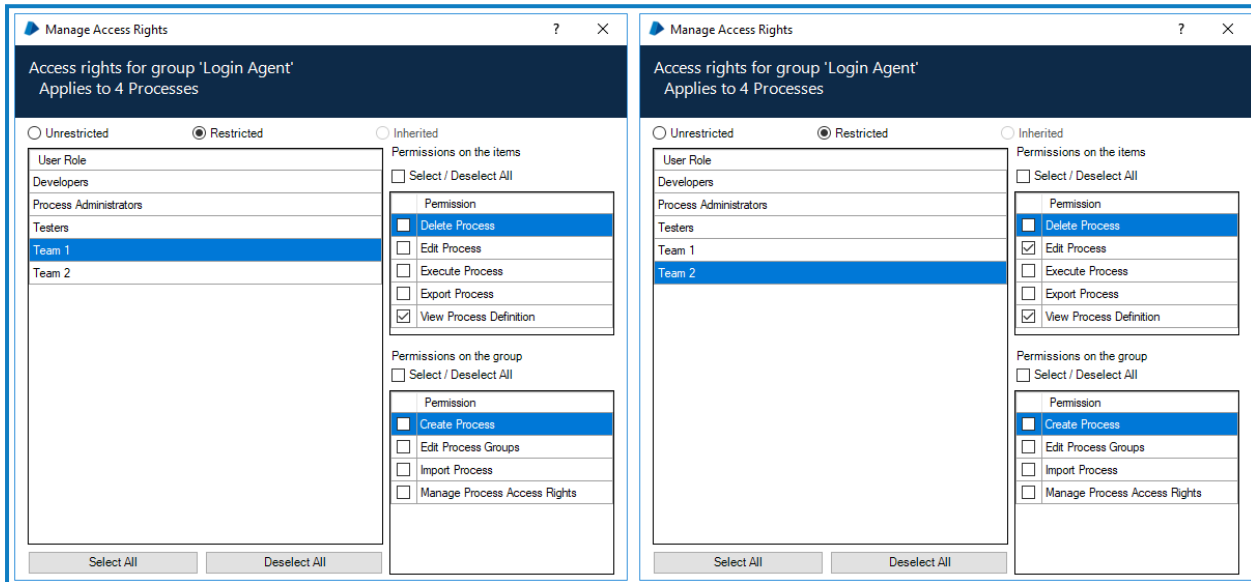 Manage Access Rights
?
Access rights for group 'Login Agent'
Applies to 4 Processes
Unrestricted
Restricted
Inherited
User Role
Developers
Process Administrators
Testers
Team 1
Team 2
Select All
Deselect All
Permissions on the items
Select / Deselect All
Permission
Delete Process
Edit Process
Execute Process
Export Process
View Process Definition
Permissions on the group
Select / Deselect All
Permission
Create Process
Edit Process Groups
Import Process
Manage Process Access Rights
Manage Access Rights
?
Access rights for group 'Login Agent'
Applies to 4 Processes
Unrestricted
Restricted
Inherited
User Role
Developers
Process Administrators
Testers
Team 1
Team 2
Select All
Deselect All
Permissions on the items
Select / Deselect All
Permission
Delete Process
Edit Process
Execute Process
Export Process
View Process Definition
Permissions on the group
Select / Deselect All
Permission
Create Process
Edit Process Groups
Import Process
Manage Process Access Rights